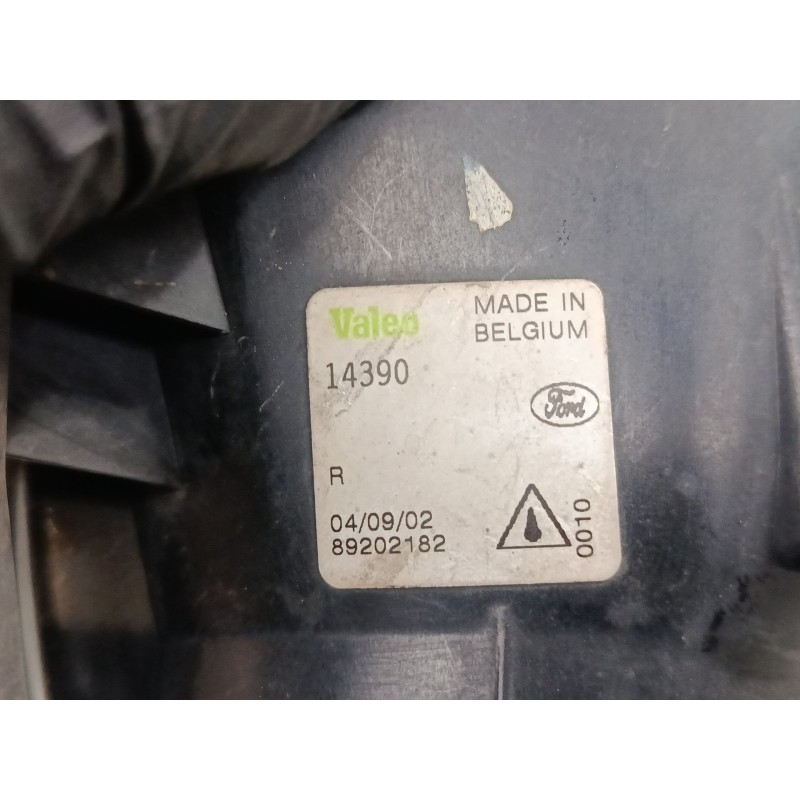 Valeo
MADE IN
BELGIUM
14390
Ford
R
04/09/02
89202182
0010